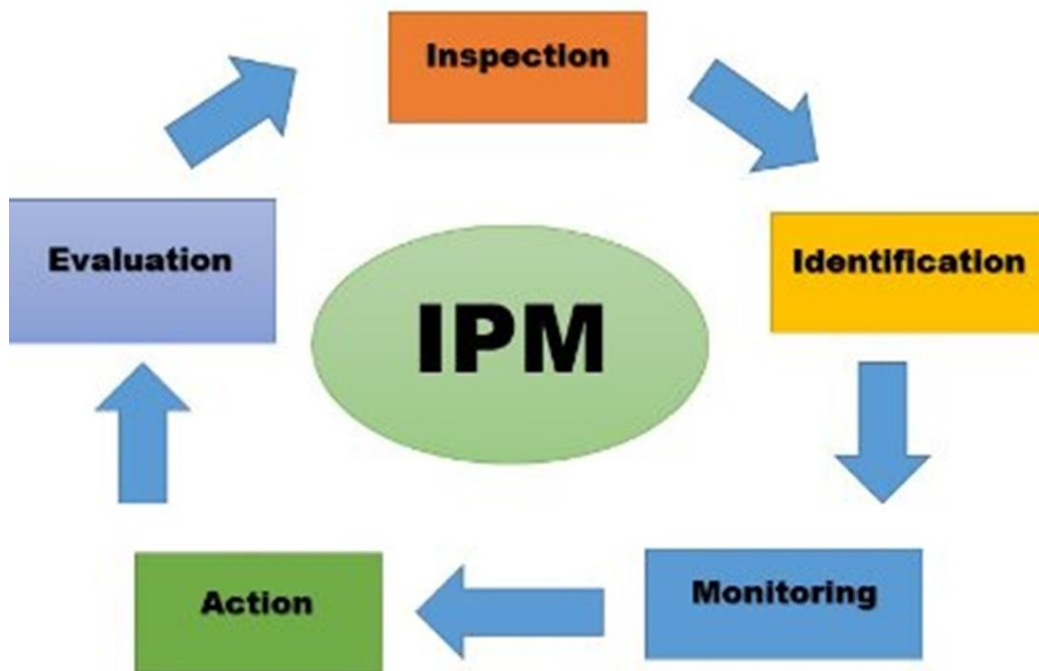 Inspection
Identification
Monitoring
Action
Evaluation
IPM